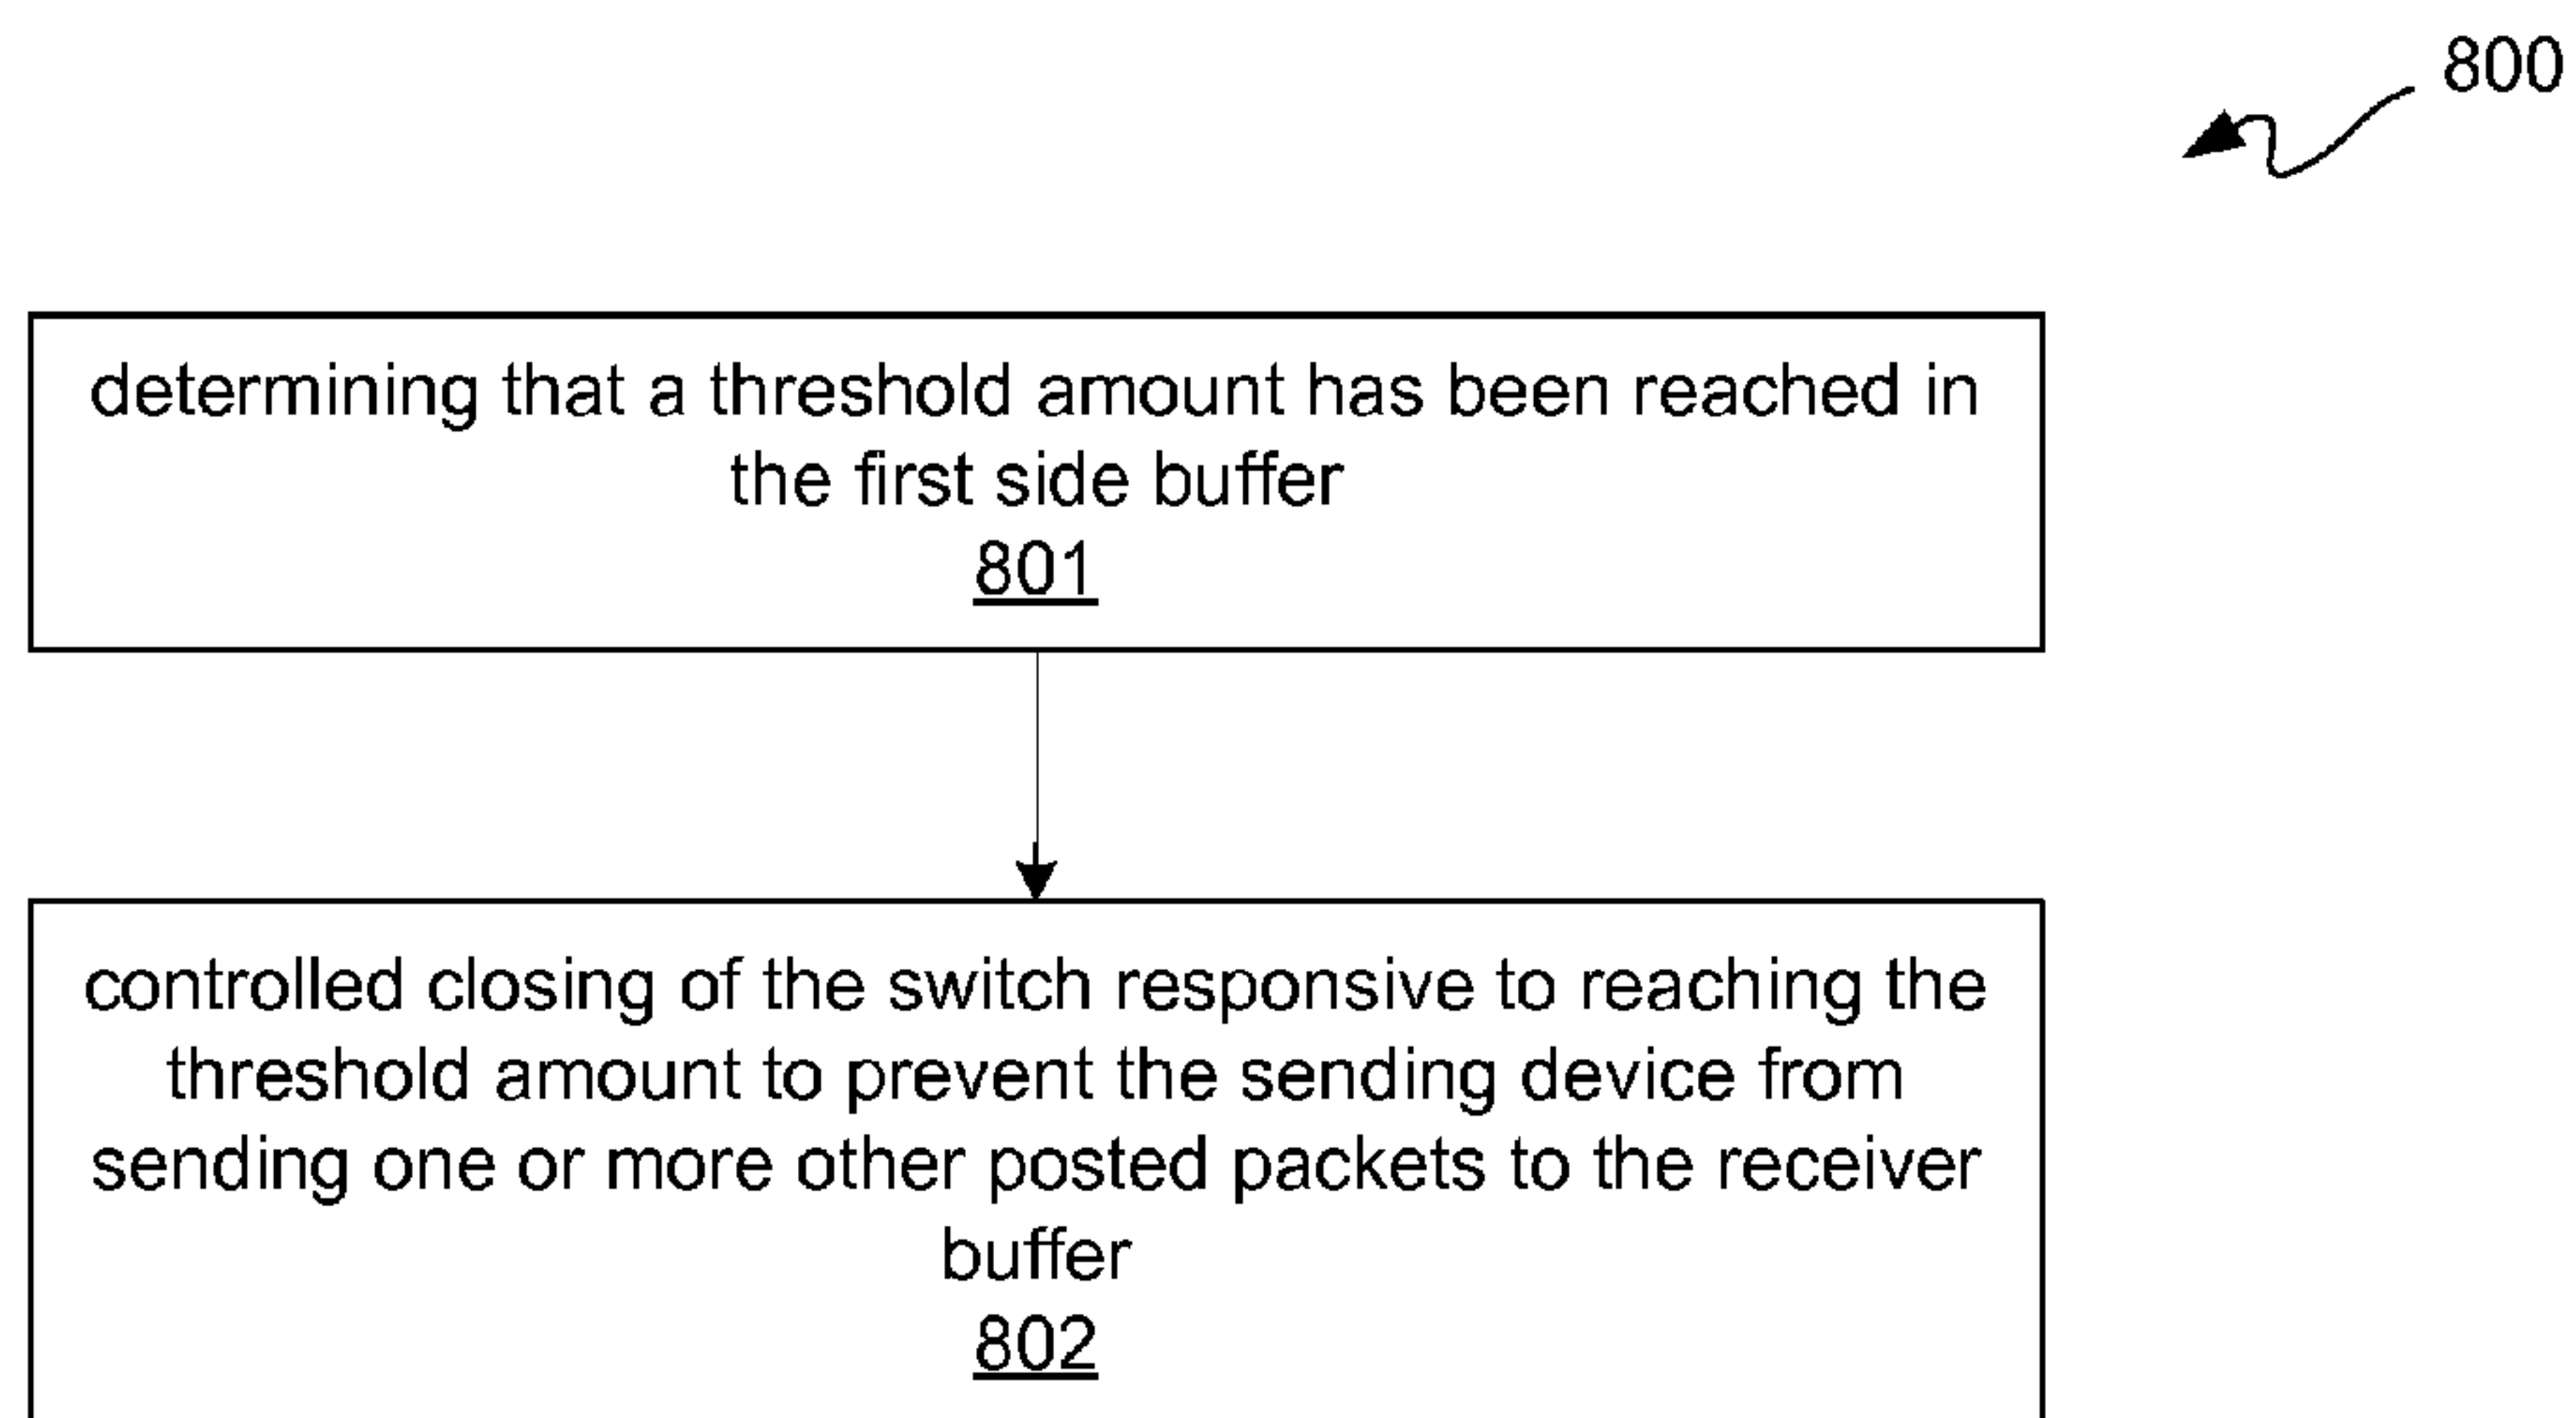 800
determining that a threshold amount has been reached in
the first side buffer
801
controlled closing of the switch responsive to reaching the
threshold amount to prevent the sending device from
sending one or more other posted packets to the receiver
buffer
802